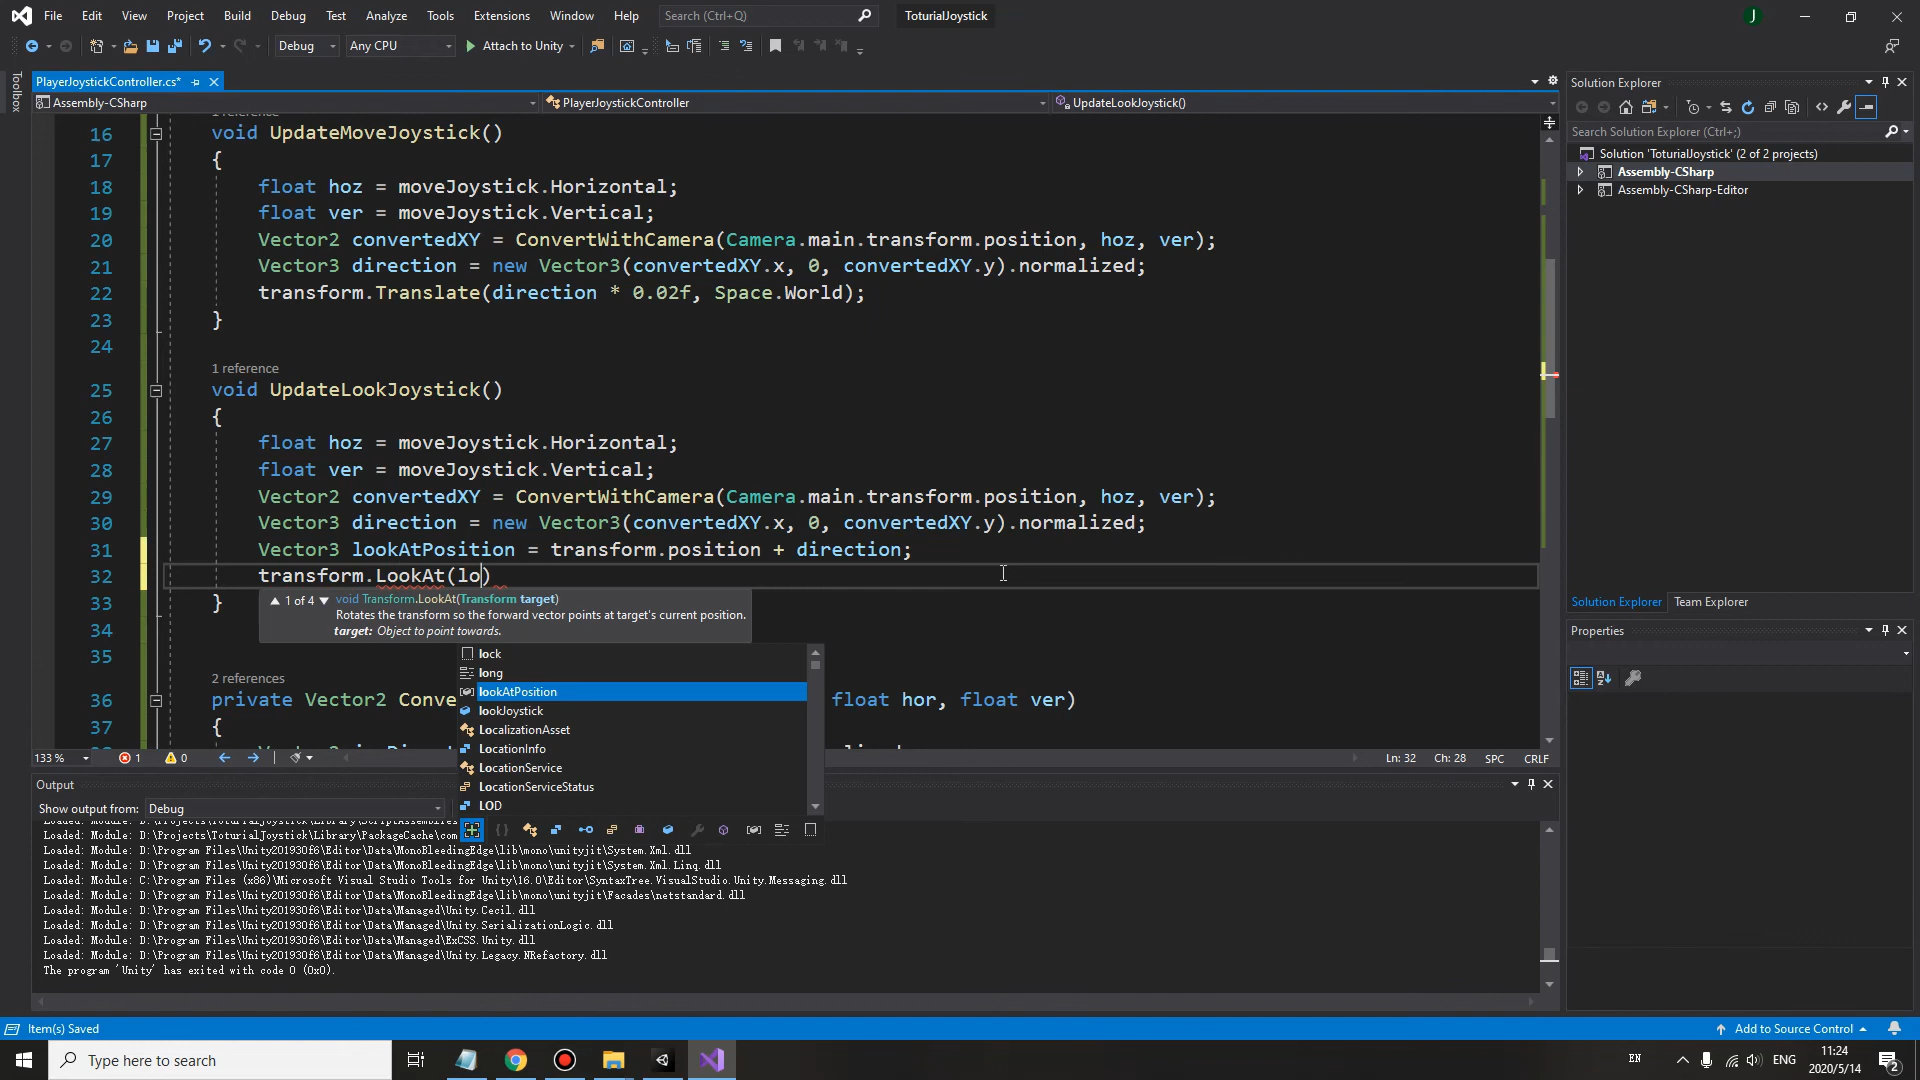 File Edit View Project Build Debug Test Analyze Tools Extensions Window Help Search (Ctrl+Q) ToturialJoystick J
Debug Any CPU Attach to Unity
Toolbox
PlayerJoystickController.cs*
Assembly-CSharp PlayerJoystickController UpdateLookJoystick()
16 void UpdateMoveJoystick()
17 {
18 float hoz = moveJoystick.Horizontal;
19 float ver = moveJoystick.Vertical;
20 Vector2 convertedXY = ConvertWithCamera(Camera.main.transform.position, hoz, ver);
21 Vector3 direction = new Vector3(convertedXY.x, 0, convertedXY.y).normalized;
22 transform.Translate(direction * 0.02f, Space.World);
23 }
24
1 reference
25 void UpdateLookJoystick()
26 {
27 float hoz = moveJoystick.Horizontal;
28 float ver = moveJoystick.Vertical;
29 Vector2 convertedXY = ConvertWithCamera(Camera.main.transform.position, hoz, ver);
30 Vector3 direction = new Vector3(convertedXY.x, 0, convertedXY.y).normalized;
31 Vector3 lookAtPosition = transform.position + direction;
32 transform.LookAt(lo)
33 }
1 of 4 void Transform.LookAt(Transform target)
Rotates the transform so the forward vector points at target's current position.
target: Object to point towards.
34
35
lock
long
lookAtPosition
lookJoystick
LocalizationAsset
LocationInfo
LocationService
LocationServiceStatus
LOD
2 references
36 private Vector2 Conve float hor, float ver)
37 {
133 % 1 0 Ln: 32 Ch: 28 SPC CRLF
Output
Show output from: Debug
Loaded: Module: D:\Projects\ToturialJoystick\Library\PackageCache\com
Loaded: Module: D:\Program Files\Unity201930f6\Editor\Data\MonoBleedingEdge\lib\mono\unityjit\System.Xml.dll
Loaded: Module: D:\Program Files\Unity201930f6\Editor\Data\MonoBleedingEdge\lib\mono\unityjit\System.Xml.Linq.dll
Loaded: Module: C:\Program Files (x86)\Microsoft Visual Studio Tools for Unity\16.0\Editor\SyntaxTree.VisualStudio.Unity.Messaging.dll
Loaded: Module: D:\Program Files\Unity201930f6\Editor\Data\MonoBleedingEdge\lib\mono\unityjit\Facades\netstandard.dll
Loaded: Module: D:\Program Files\Unity201930f6\Editor\Data\Managed\Unity.Cecil.dll
Loaded: Module: D:\Program Files\Unity201930f6\Editor\Data\Managed\Unity.SerializationLogic.dll
Loaded: Module: D:\Program Files\Unity201930f6\Editor\Data\Managed\ExCSS.Unity.dll
Loaded: Module: D:\Program Files\Unity201930f6\Editor\Data\Managed\Unity.Legacy.NRefactory.dll
The program 'Unity' has exited with code 0 (0x0).
Solution Explorer
Search Solution Explorer (Ctrl+;)
Solution 'ToturialJoystick' (2 of 2 projects)
Assembly-CSharp
Assembly-CSharp-Editor
Solution Explorer Team Explorer
Properties
Item(s) Saved Add to Source Control
Type here to search EN ENG 11:24
2020/5/14 2